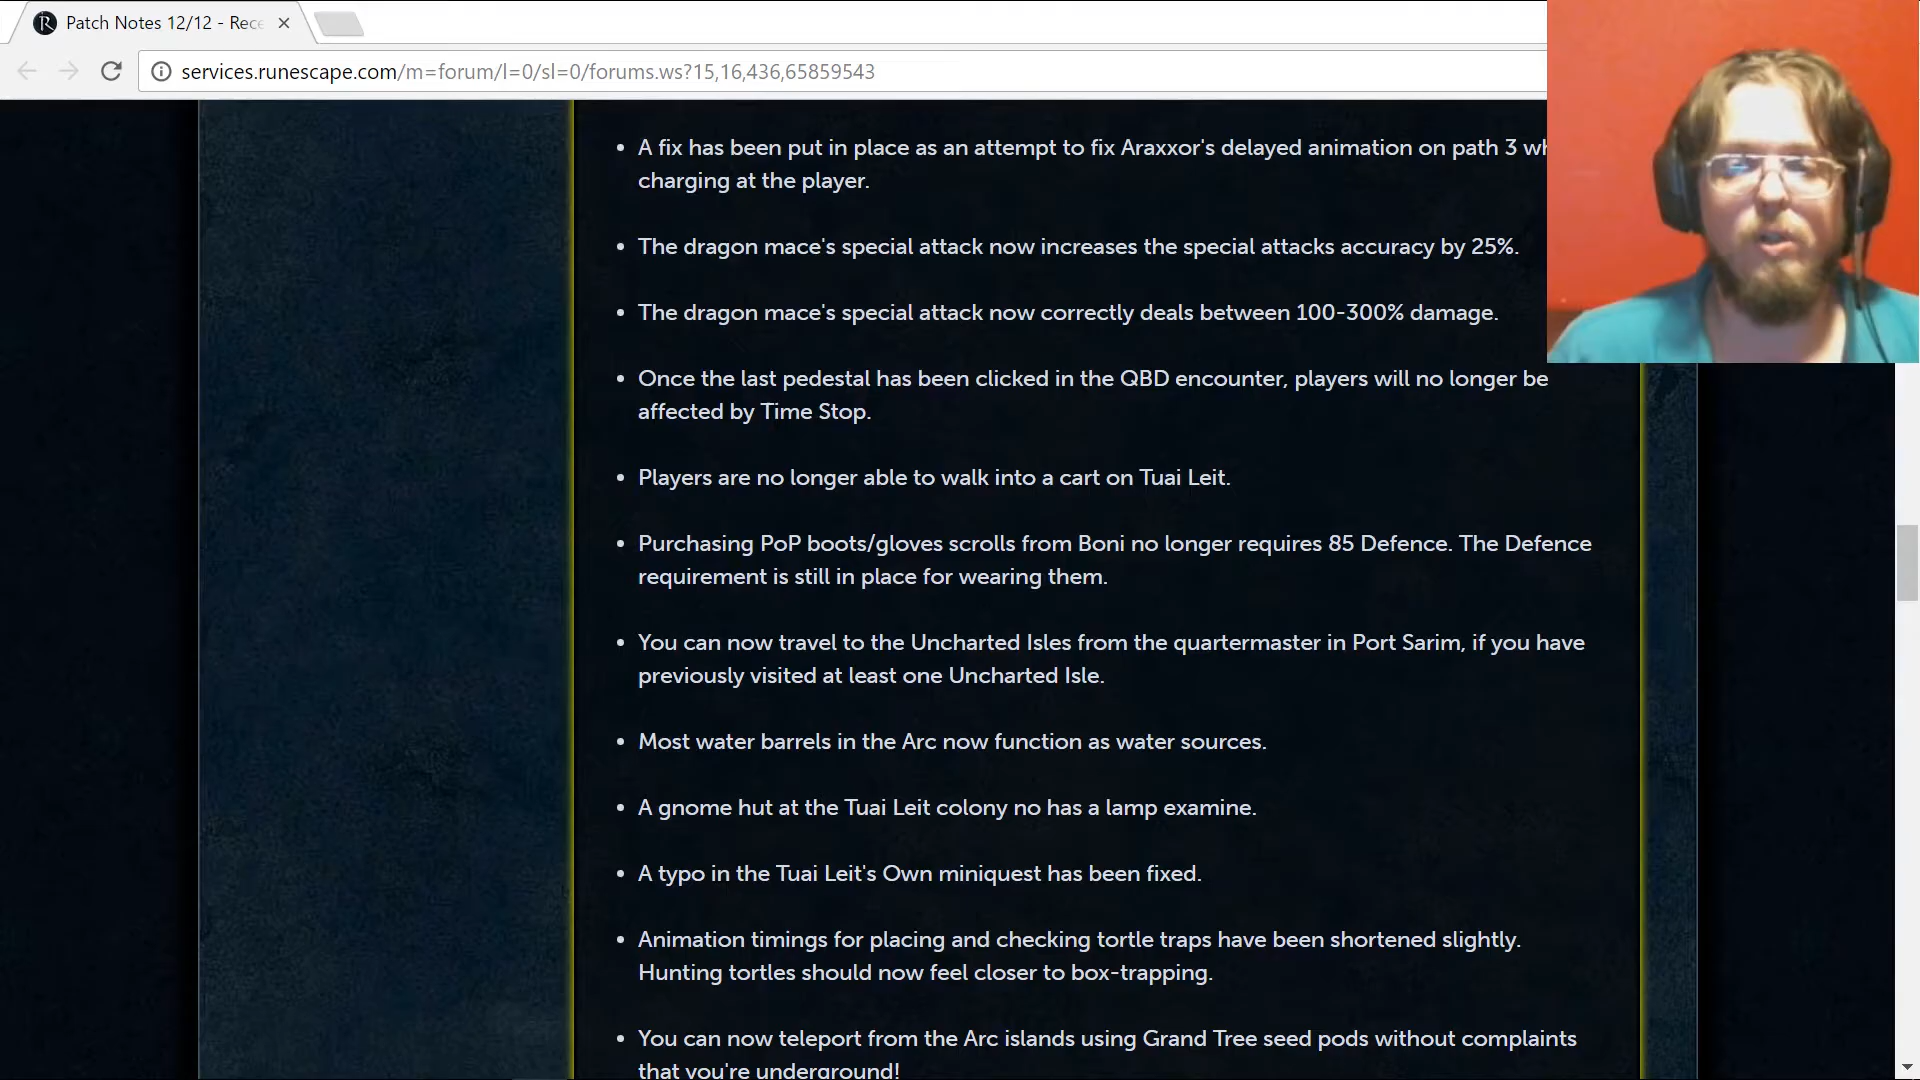 Patch Notes 12/12 - Rece
services.runescape.com/m=forum/l=0/sl=0/forums.ws?15,16,436,65859543
• A fix has been put in place as an attempt to fix Araxxor's delayed animation on path 3 wh
charging at the player.
• The dragon mace's special attack now increases the special attacks accuracy by 25%.
• The dragon mace's special attack now correctly deals between 100-300% damage.
• Once the last pedestal has been clicked in the QBD encounter, players will no longer be
affected by Time Stop.
• Players are no longer able to walk into a cart on Tuai Leit.
• Purchasing PoP boots/gloves scrolls from Boni no longer requires 85 Defence. The Defence
requirement is still in place for wearing them.
• You can now travel to the Uncharted Isles from the quartermaster in Port Sarim, if you have
previously visited at least one Uncharted Isle.
• Most water barrels in the Arc now function as water sources.
• A gnome hut at the Tuai Leit colony no has a lamp examine.
• A typo in the Tuai Leit's Own miniquest has been fixed.
• Animation timings for placing and checking tortle traps have been shortened slightly.
Hunting tortles should now feel closer to box-trapping.
• You can now teleport from the Arc islands using Grand Tree seed pods without complaints
that you're underground!